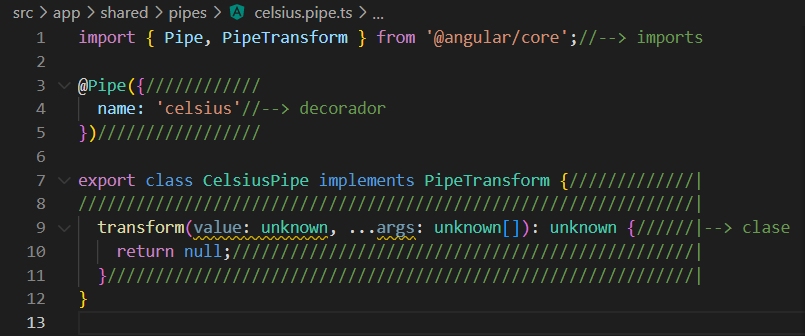 src > app > shared > pipes > celsius.pipe.ts > ...
1 import { Pipe, PipeTransform } from '@angular/core';//--> imports
2
3 @Pipe({////////////
4   name: 'celsius'//--> decorador
5 })/////////////////
6
7 export class CelsiusPipe implements PipeTransform {/////////////|
8 ////////////////////////////////////////////////////////////////|
9   transform(value: unknown, ...args: unknown[]): unknown {//////|--> clase
10     return null;////////////////////////////////////////////////|
11   }/////////////////////////////////////////////////////////////|
12 }
13